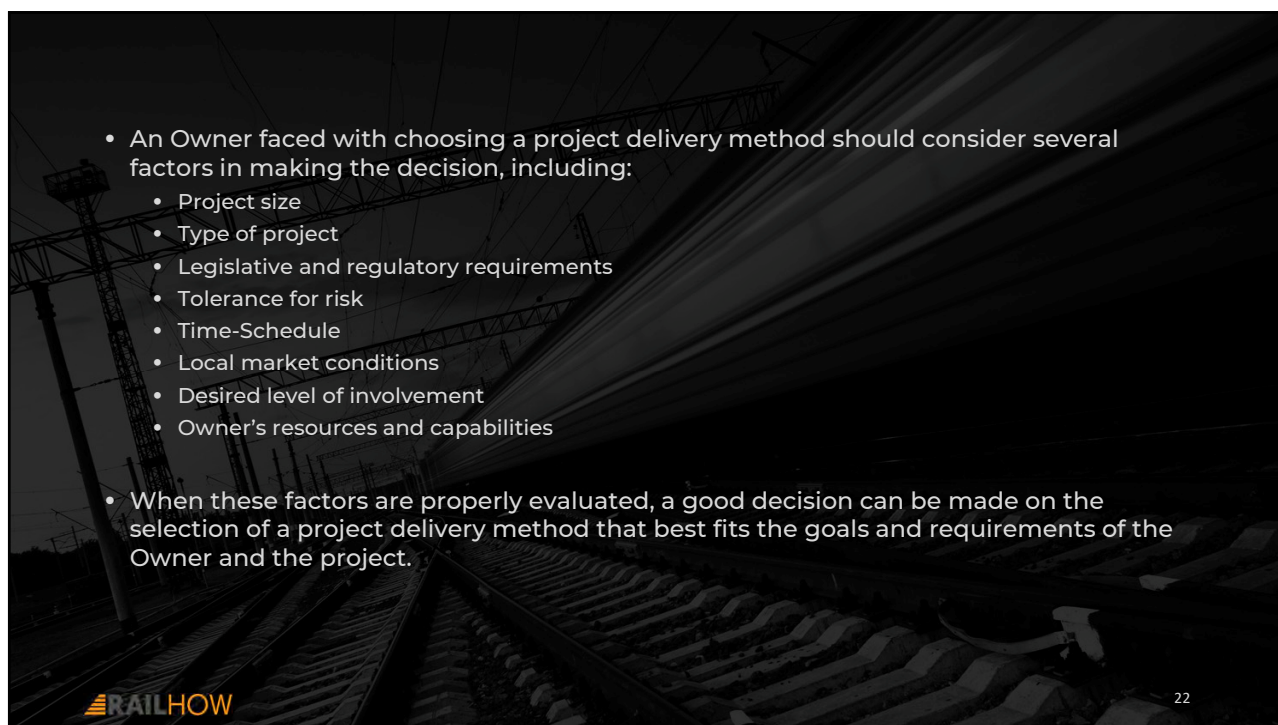 • An Owner faced with choosing a project delivery method should consider several
factors in making the decision, including:
• Project size
• Type of project
• Legislative and regulatory requirements
• Tolerance for risk
• Time-Schedule
• Local market conditions
• Desired level of involvement
• Owner’s resources and capabilities
• When these factors are properly evaluated, a good decision can be made on the
selection of a project delivery method that best fits the goals and requirements of the
Owner and the project.
RAILHOW
22